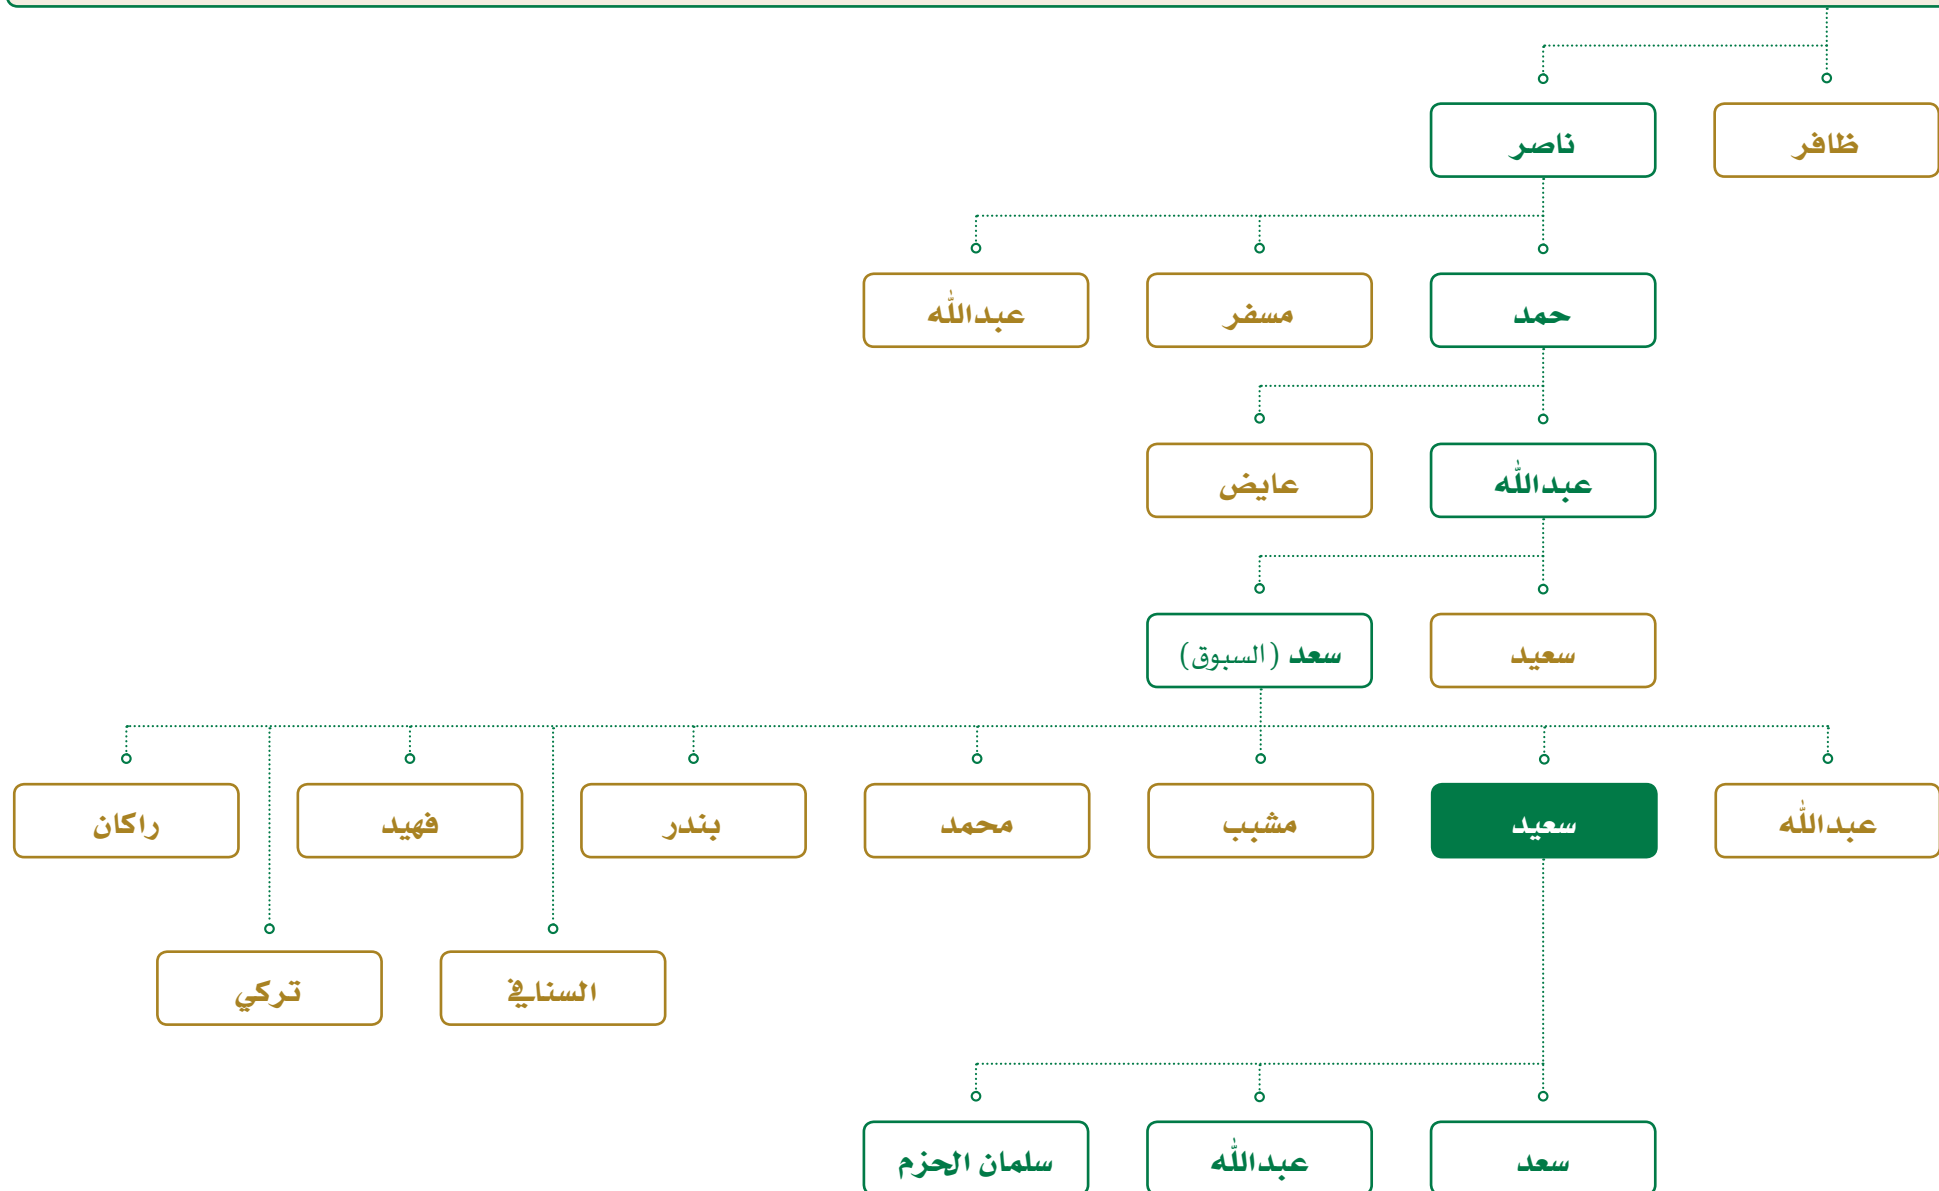 ظافر
ناصر
حمد
مسفر
عبدالله
عبدالله
عايض
سعيد
سعد (السبوق)
عبدالله
سعيد
مشبب
محمد
بندر
فهيد
راكان
السنافي
تركي
سعد
عبدالله
سلمان الحزم